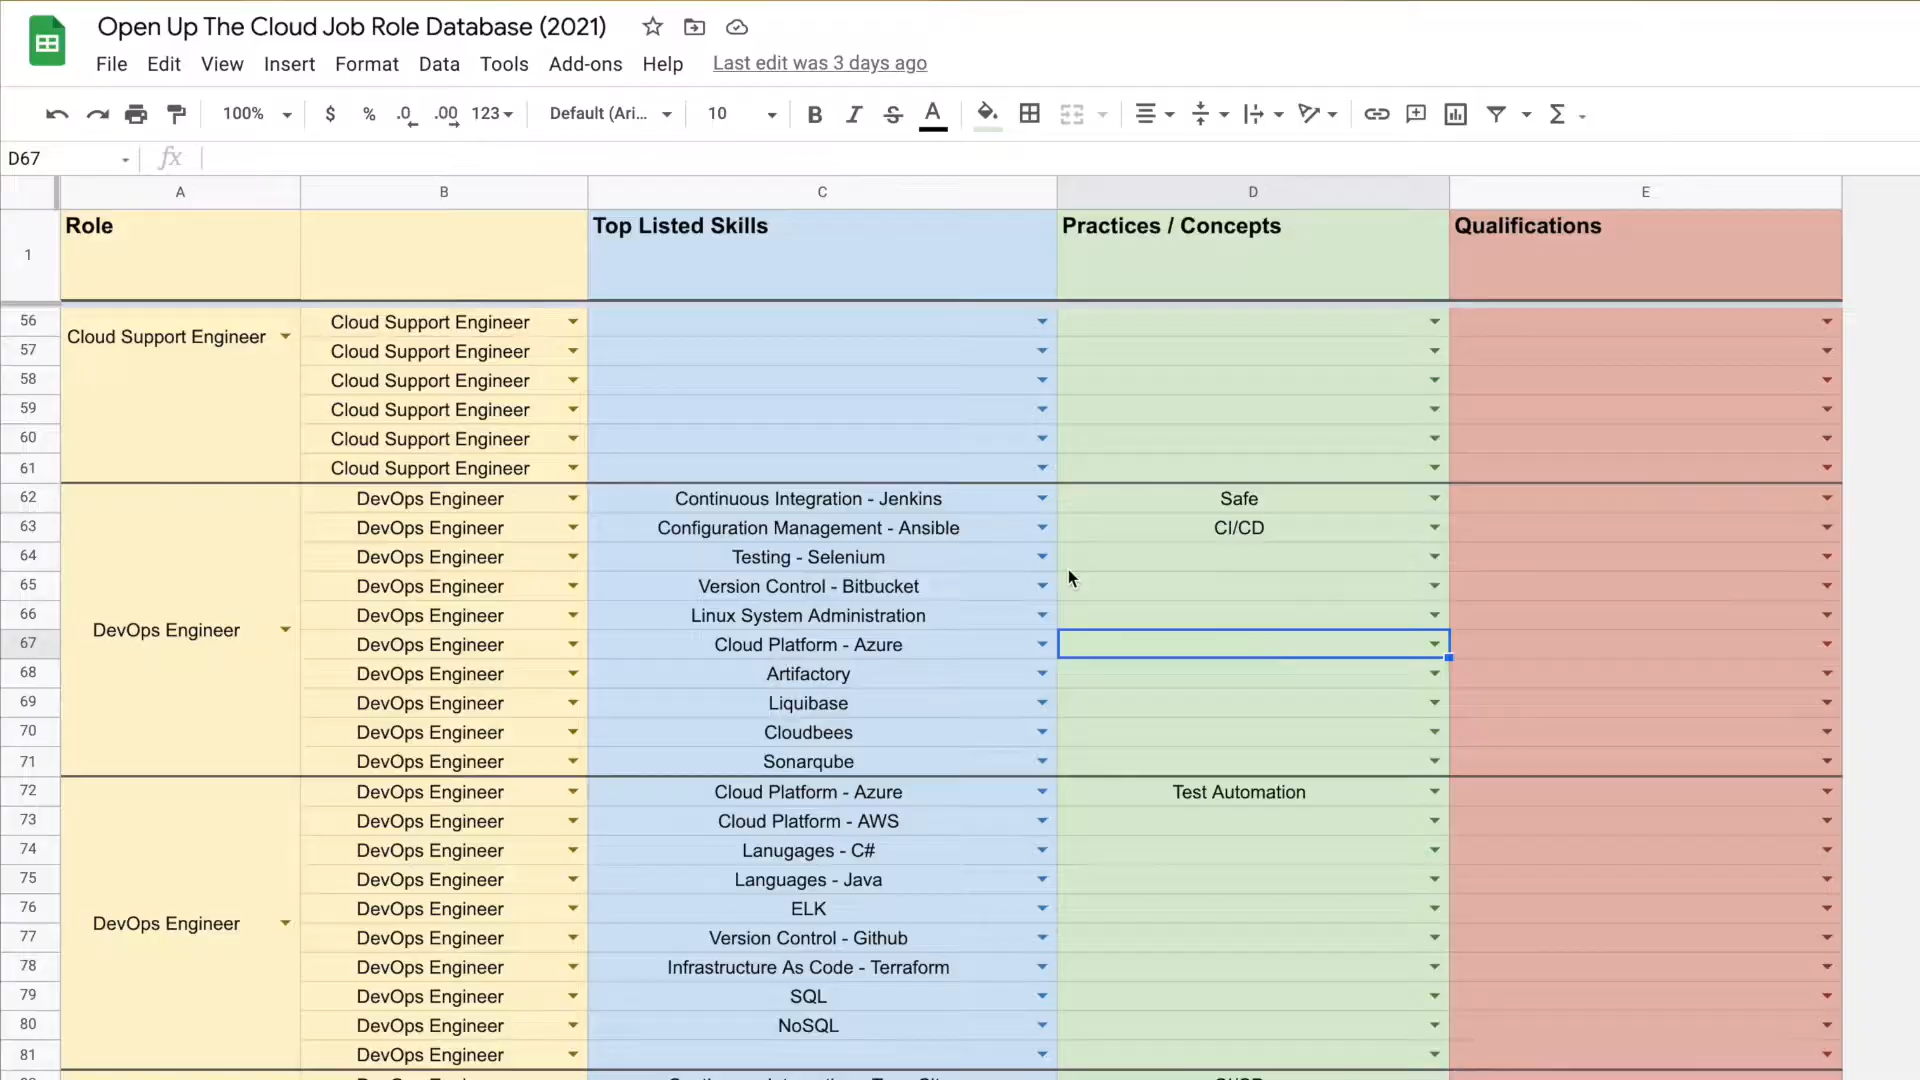 Open Up The Cloud Job Role Database (2021)
File Edit View Insert Format Data Tools Add-ons Help Last edit was 3 days ago
100% $ % .0 .00 123 Default (Ari... 10 B I S A Σ
D67 fx
A B C D E
1 Role Top Listed Skills Practices / Concepts Qualifications
56 Cloud Support Engineer Cloud Support Engineer
57 Cloud Support Engineer
58 Cloud Support Engineer
59 Cloud Support Engineer
60 Cloud Support Engineer
61 Cloud Support Engineer
62 DevOps Engineer Continuous Integration - Jenkins Safe
63 DevOps Engineer Configuration Management - Ansible CI/CD
64 DevOps Engineer Testing - Selenium
65 DevOps Engineer Version Control - Bitbucket
66 DevOps Engineer Linux System Administration
67 DevOps Engineer DevOps Engineer Cloud Platform - Azure
68 DevOps Engineer Artifactory
69 DevOps Engineer Liquibase
70 DevOps Engineer Cloudbees
71 DevOps Engineer Sonarqube
72 DevOps Engineer Cloud Platform - Azure Test Automation
73 DevOps Engineer Cloud Platform - AWS
74 DevOps Engineer Lanugages - C#
75 DevOps Engineer Languages - Java
76 DevOps Engineer DevOps Engineer ELK
77 DevOps Engineer Version Control - Github
78 DevOps Engineer Infrastructure As Code - Terraform
79 DevOps Engineer SQL
80 DevOps Engineer NoSQL
81 DevOps Engineer